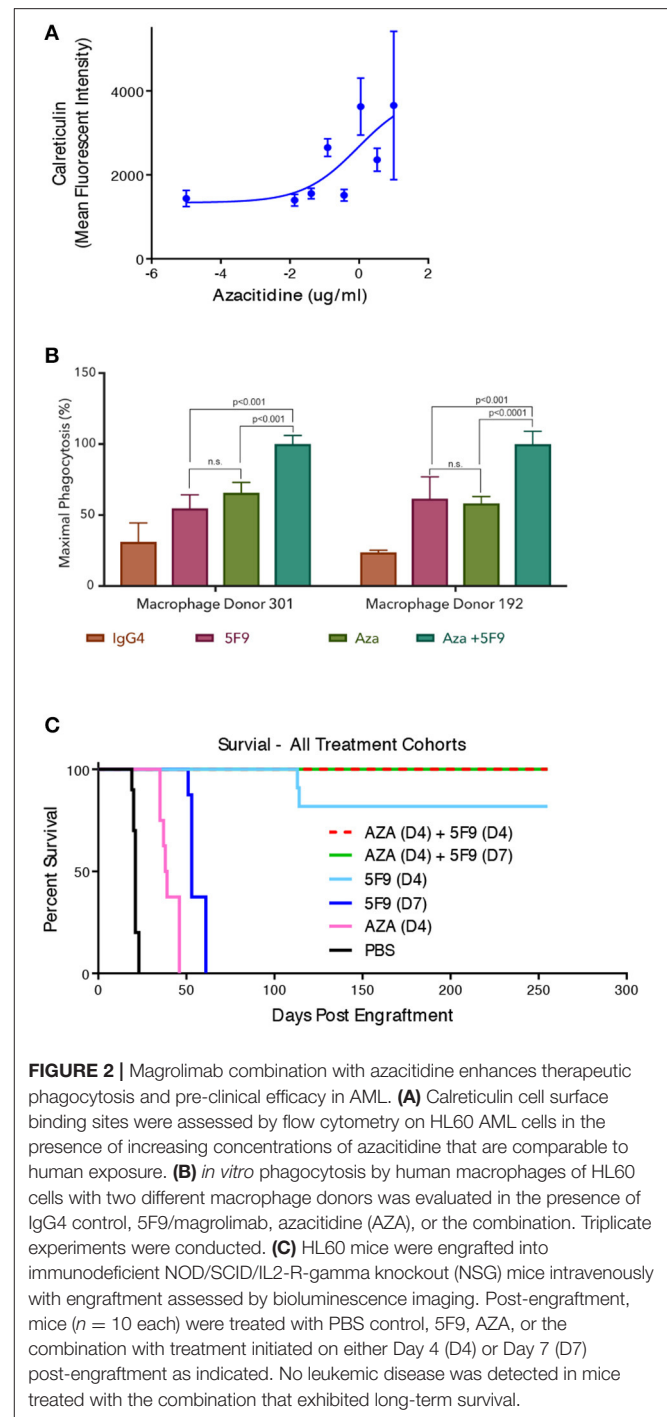 A
Calreticulin
(Mean Fluorescent Intensity)
4000
2000
0
-6
-4
-2
0
2
Azacitidine (ug/ml)
B
Maximal Phagocytosis (%)
150
100
50
0
p<0.001
p<0.001
n.s.
p<0.001
p<0.0001
n.s.
Macrophage Donor 301
Macrophage Donor 192
IgG4
5F9
Aza
Aza +5F9
C
Survial - All Treatment Cohorts
Percent Survival
100
50
0
AZA (D4) + 5F9 (D4)
AZA (D4) + 5F9 (D7)
5F9 (D4)
5F9 (D7)
AZA (D4)
PBS
0
50
100
150
200
250
300
Days Post Engraftment
FIGURE 2 | Magrolimab combination with azacitidine enhances therapeutic
phagocytosis and pre-clinical efficacy in AML. (A) Calreticulin cell surface
binding sites were assessed by flow cytometry on HL60 AML cells in the
presence of increasing concentrations of azacitidine that are comparable to
human exposure. (B) in vitro phagocytosis by human macrophages of HL60
cells with two different macrophage donors was evaluated in the presence of
IgG4 control, 5F9/magrolimab, azacitidine (AZA), or the combination. Triplicate
experiments were conducted. (C) HL60 mice were engrafted into
immunodeficient NOD/SCID/IL2-R-gamma knockout (NSG) mice intravenously
with engraftment assessed by bioluminescence imaging. Post-engraftment,
mice (n = 10 each) were treated with PBS control, 5F9, AZA, or the
combination with treatment initiated on either Day 4 (D4) or Day 7 (D7)
post-engraftment as indicated. No leukemic disease was detected in mice
treated with the combination that exhibited long-term survival.